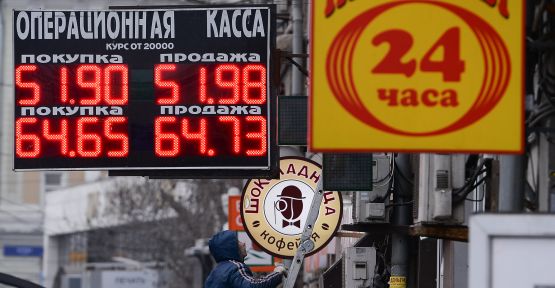 ОПЕРАЦИОННАЯ КАССА
КУРС ОТ 20000
покупка продажа
51.90 51.98
покупка продажа
64.65 64.73
24
часа
ШОКОЛАДНИЦА
кофейня